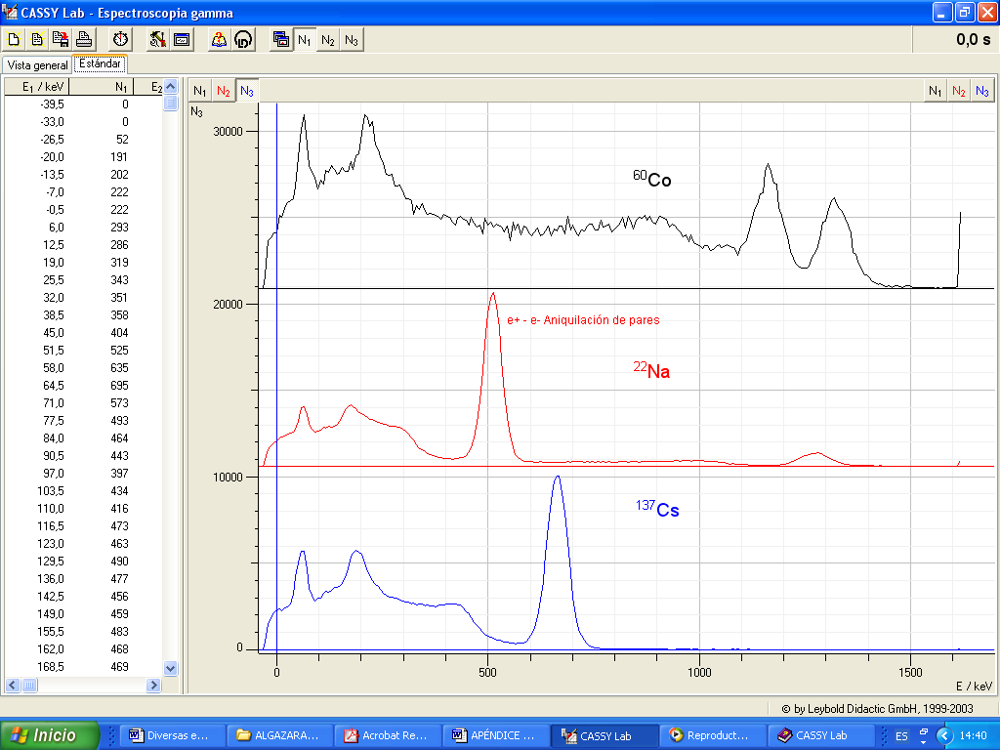 CASSY Lab - Espectroscopia gamma
N₁ N₂ N₃
0,0 s
Vista general Estándar
E₁ / keV N₁ E₂
-39,5 0
-33,0 0
-26,5 52
-20,0 191
-13,5 202
-7,0 222
-0,5 222
6,0 293
12,5 286
19,0 319
25,5 343
32,0 351
38,5 358
45,0 404
51,5 525
58,0 635
64,5 695
71,0 573
77,5 493
84,0 464
90,5 443
97,0 397
103,5 434
110,0 416
116,5 473
123,0 463
129,5 490
136,0 477
142,5 456
149,0 459
155,5 483
162,0 468
168,5 469
N₁ N₂ N₃
N₁ N₂ N₃
N₃
30000
⁶⁰Co
20000
e+ - e- Aniquilación de pares
²²Na
10000
¹³⁷Cs
0
0 500 1000 1500
E / keV
© by Leybold Didactic GmbH, 1999-2003
Inicio
Diversas e...
ALGAZARA...
Acrobat Re...
APÉNDICE ...
CASSY Lab
Reproduct...
CASSY Lab
ES
14:40